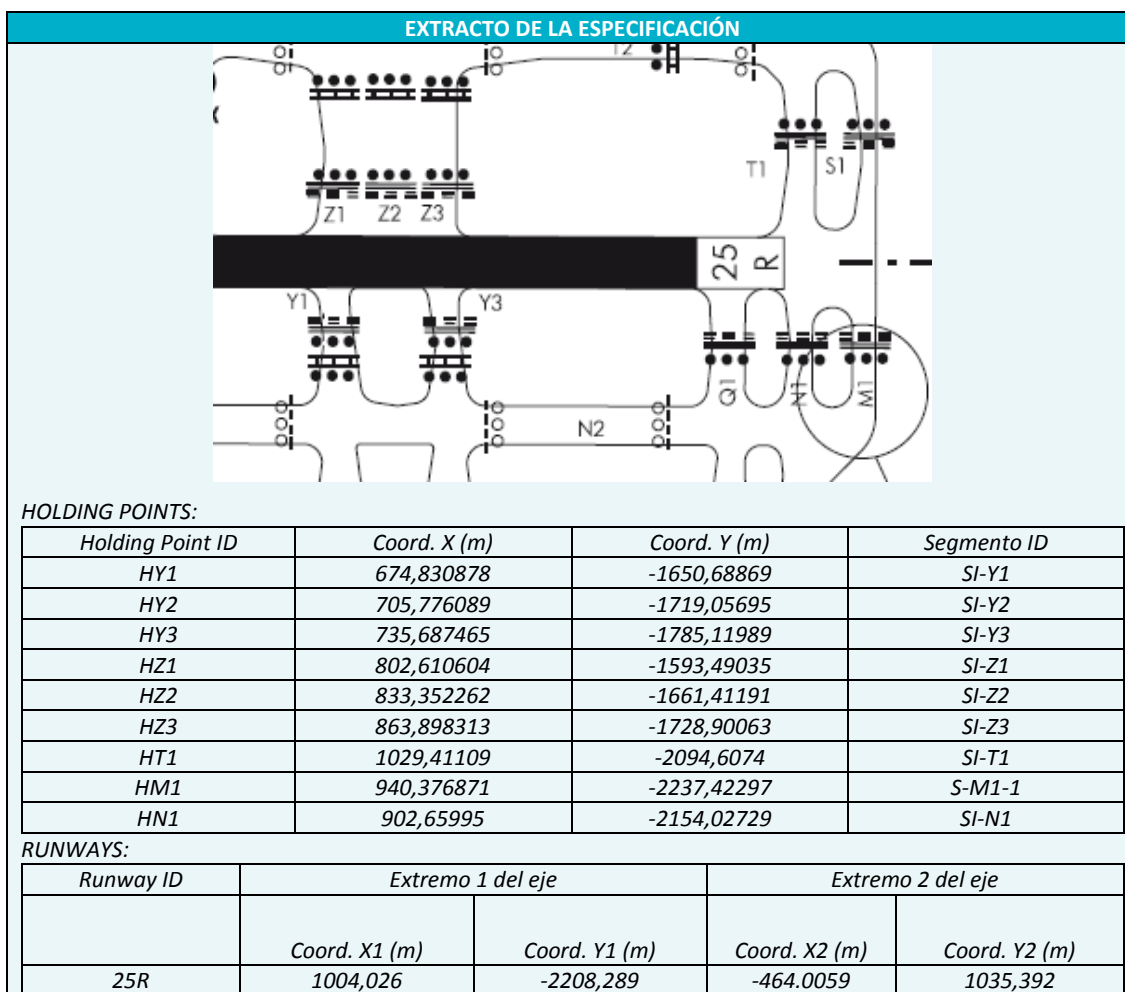 EXTRACTO DE LA ESPECIFICACIÓN
T2
T1
S1
Z1 Z2 Z3
25
R
Y1
Y3
Q1
N1
M1
N2
HOLDING POINTS:
Holding Point ID Coord. X (m) Coord. Y (m) Segmento ID
HY1 674,830878 -1650,68869 SI-Y1
HY2 705,776089 -1719,05695 SI-Y2
HY3 735,687465 -1785,11989 SI-Y3
HZ1 802,610604 -1593,49035 SI-Z1
HZ2 833,352262 -1661,41191 SI-Z2
HZ3 863,898313 -1728,90063 SI-Z3
HT1 1029,41109 -2094,6074 SI-T1
HM1 940,376871 -2237,42297 S-M1-1
HN1 902,65995 -2154,02729 SI-N1
RUNWAYS:
Runway ID Extremo 1 del eje Extremo 2 del eje
Coord. X1 (m) Coord. Y1 (m) Coord. X2 (m) Coord. Y2 (m)
25R 1004,026 -2208,289 -464.0059 1035,392